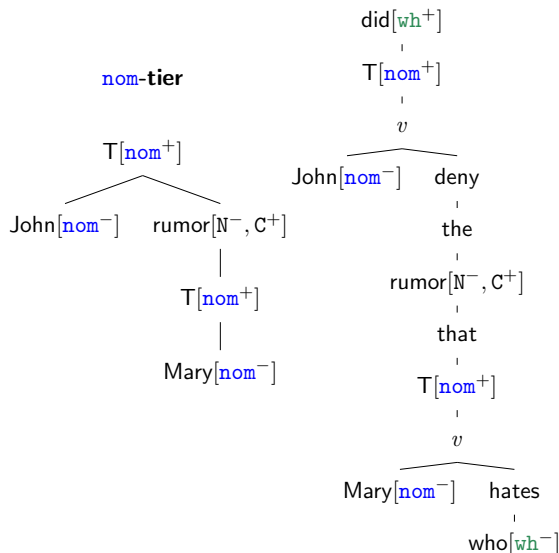 nom-tier
T[nom⁺]
John[nom⁻] rumor[N⁻, C⁺]
T[nom⁺]
Mary[nom⁻]
did[wh⁺]
T[nom⁺]
v
John[nom⁻] deny
the
rumor[N⁻, C⁺]
that
T[nom⁺]
v
Mary[nom⁻] hates
who[wh⁻]